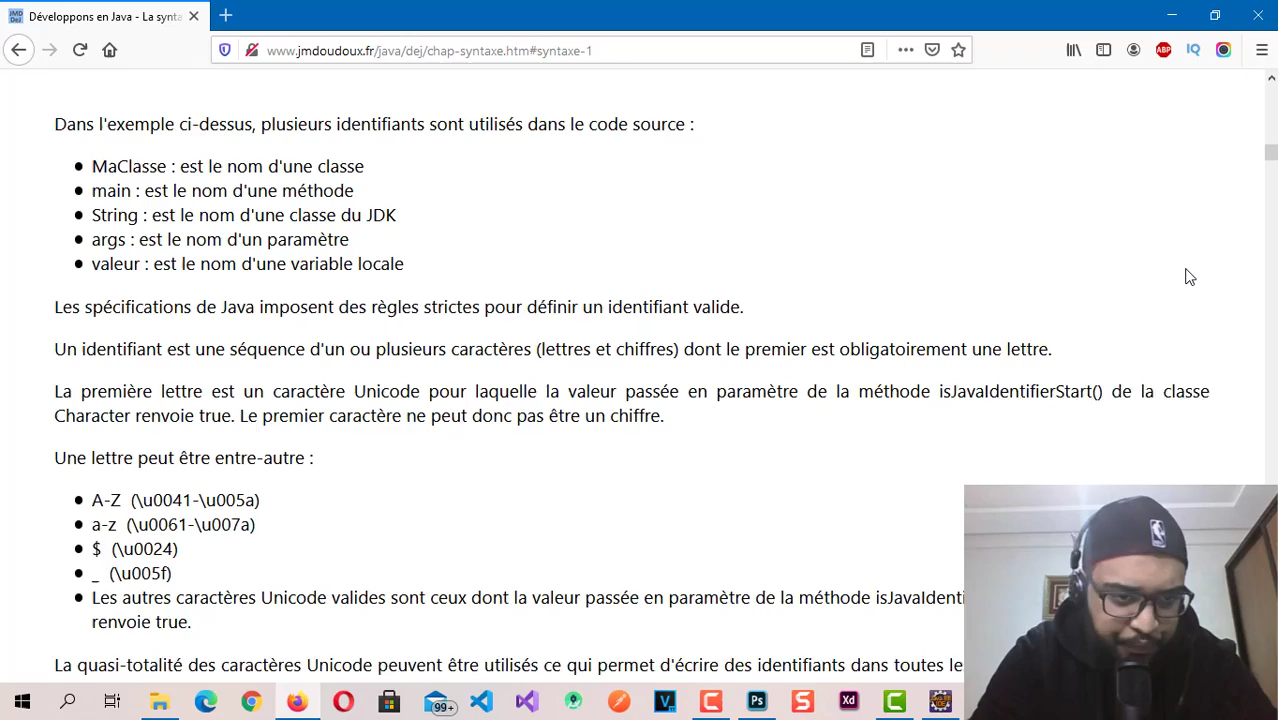 Développons en Java - La synta
www.jmdoudoux.fr/java/dej/chap-syntaxe.htm#syntaxe-1
ABP
IQ
Dans l'exemple ci-dessus, plusieurs identifiants sont utilisés dans le code source :
● MaClasse : est le nom d'une classe
● main : est le nom d'une méthode
● String : est le nom d'une classe du JDK
● args : est le nom d'un paramètre
● valeur : est le nom d'une variable locale
Les spécifications de Java imposent des règles strictes pour définir un identifiant valide.
Un identifiant est une séquence d'un ou plusieurs caractères (lettres et chiffres) dont le premier est obligatoirement une lettre.
La première lettre est un caractère Unicode pour laquelle la valeur passée en paramètre de la méthode isJavaIdentifierStart() de la classe
Character renvoie true. Le premier caractère ne peut donc pas être un chiffre.
Une lettre peut être entre-autre :
● A-Z (\u0041-\u005a)
● a-z (\u0061-\u007a)
● $ (\u0024)
● _ (\u005f)
● Les autres caractères Unicode valides sont ceux dont la valeur passée en paramètre de la méthode isJavaIdenti
renvoie true.
La quasi-totalité des caractères Unicode peuvent être utilisés ce qui permet d'écrire des identifiants dans toutes le
99+
V
Ps
S
Xd